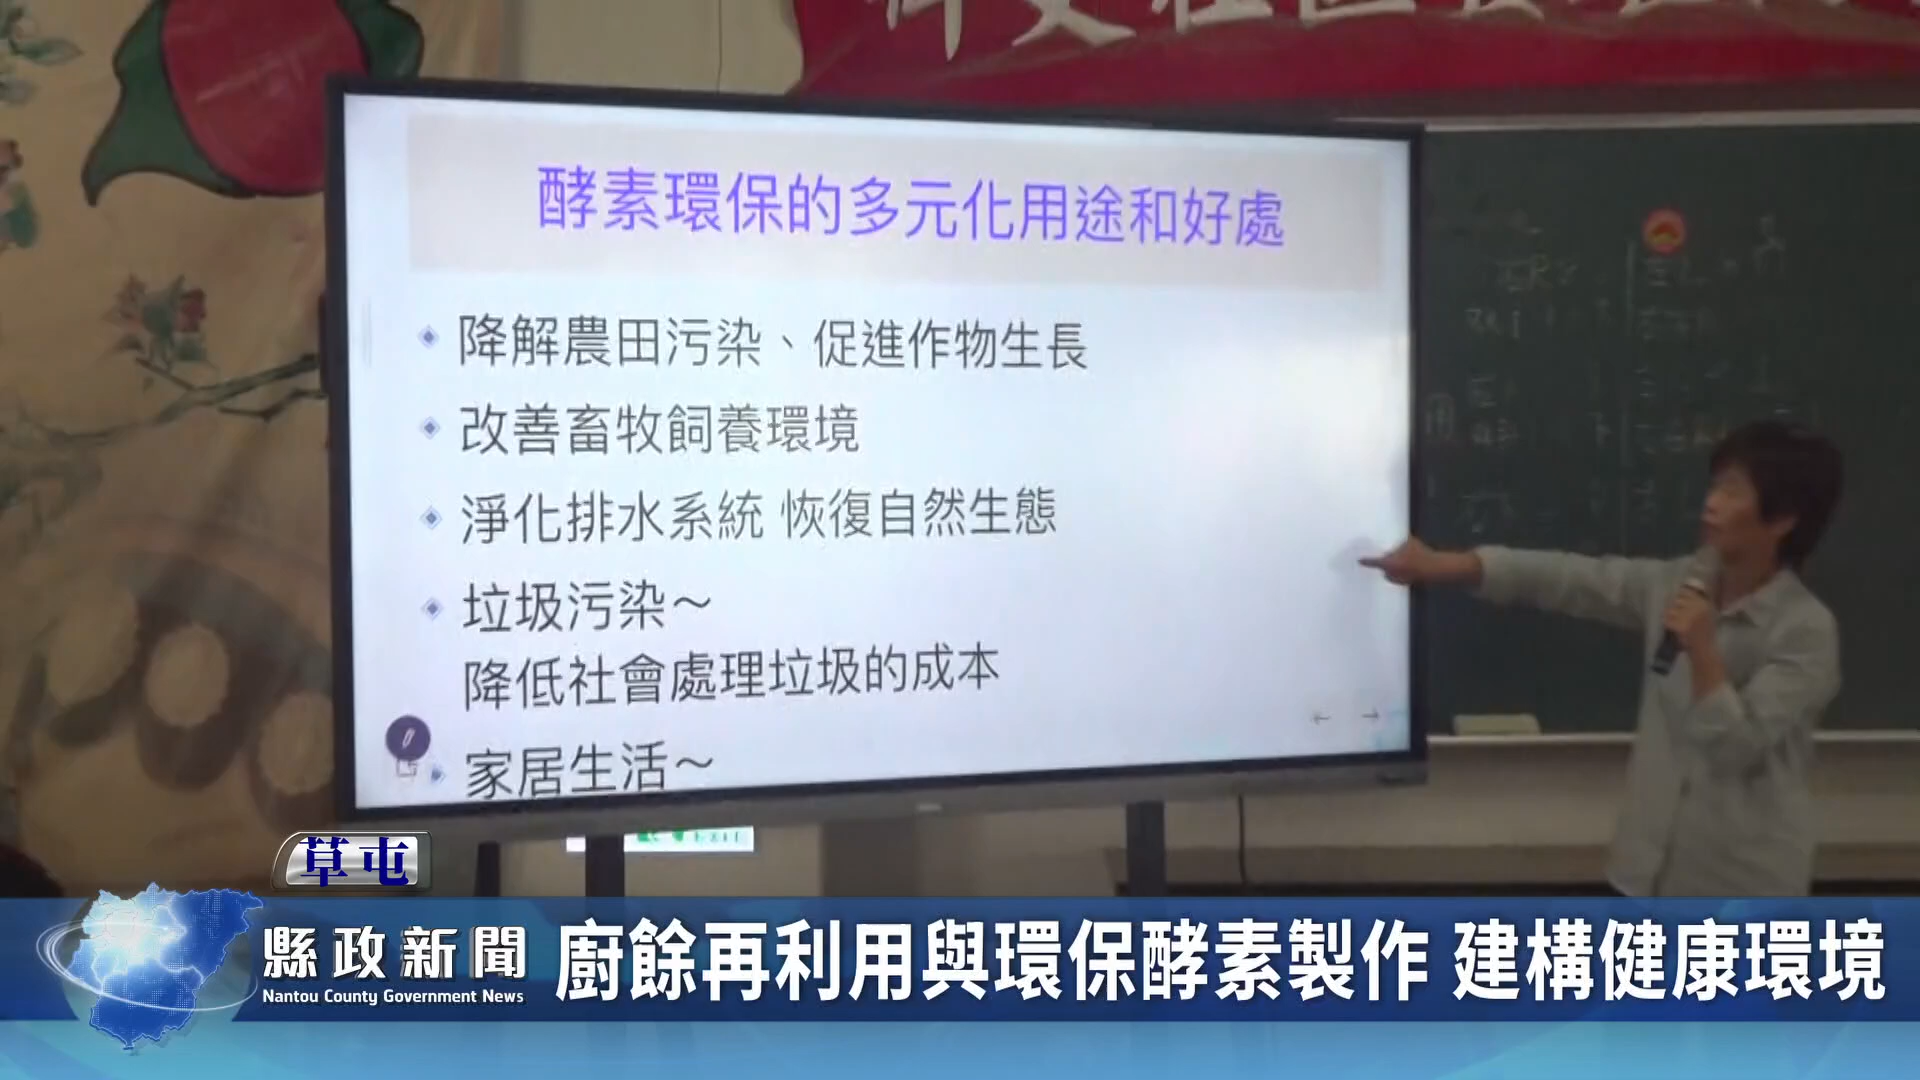 酵素環保的多元化用途和好處
降解農田污染、促進作物生長
改善畜牧飼養環境
淨化排水系統 恢復自然生態
垃圾污染～
降低社會處理垃圾的成本
家居生活～
草屯
縣政新聞
Nantou County Government News
廚餘再利用與環保酵素製作 建構健康環境